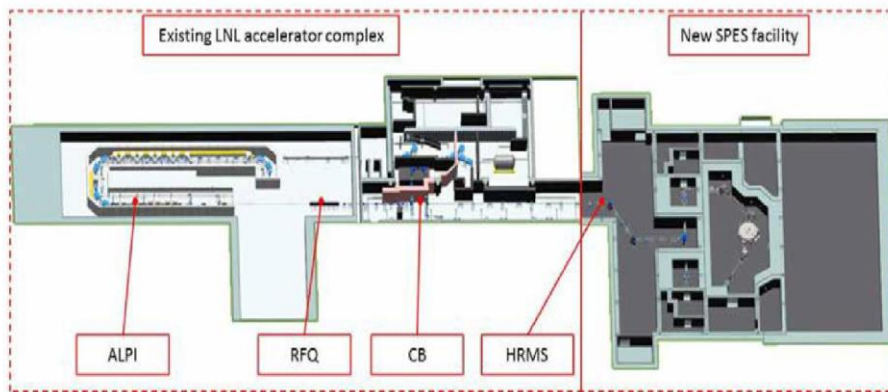 Existing LNL accelerator complex
New SPES facility
ALPI
RFQ
CB
HRMS